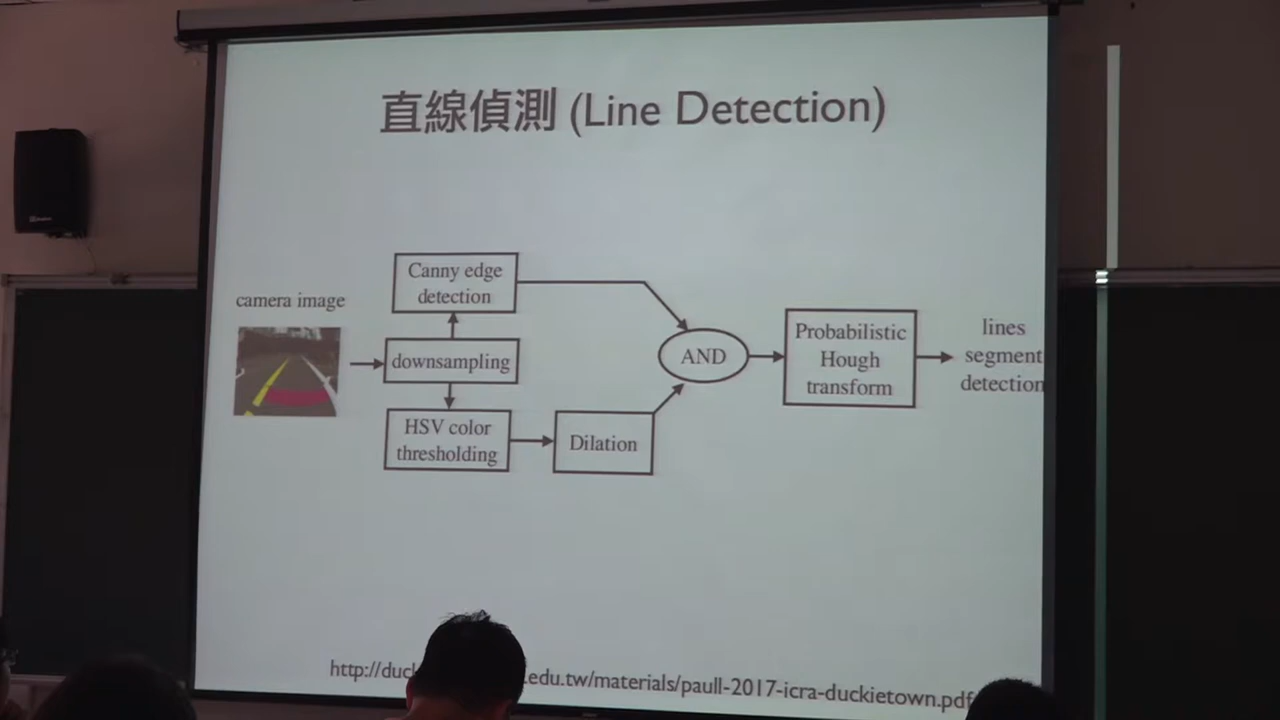 直線偵測 (Line Detection)
camera image
Canny edge
detection
downsampling
HSV color
thresholding
Dilation
AND
Probabilistic
Hough
transform
lines
segment
detection
http://duc .edu.tw/materials/paull-2017-icra-duckietown.pdf